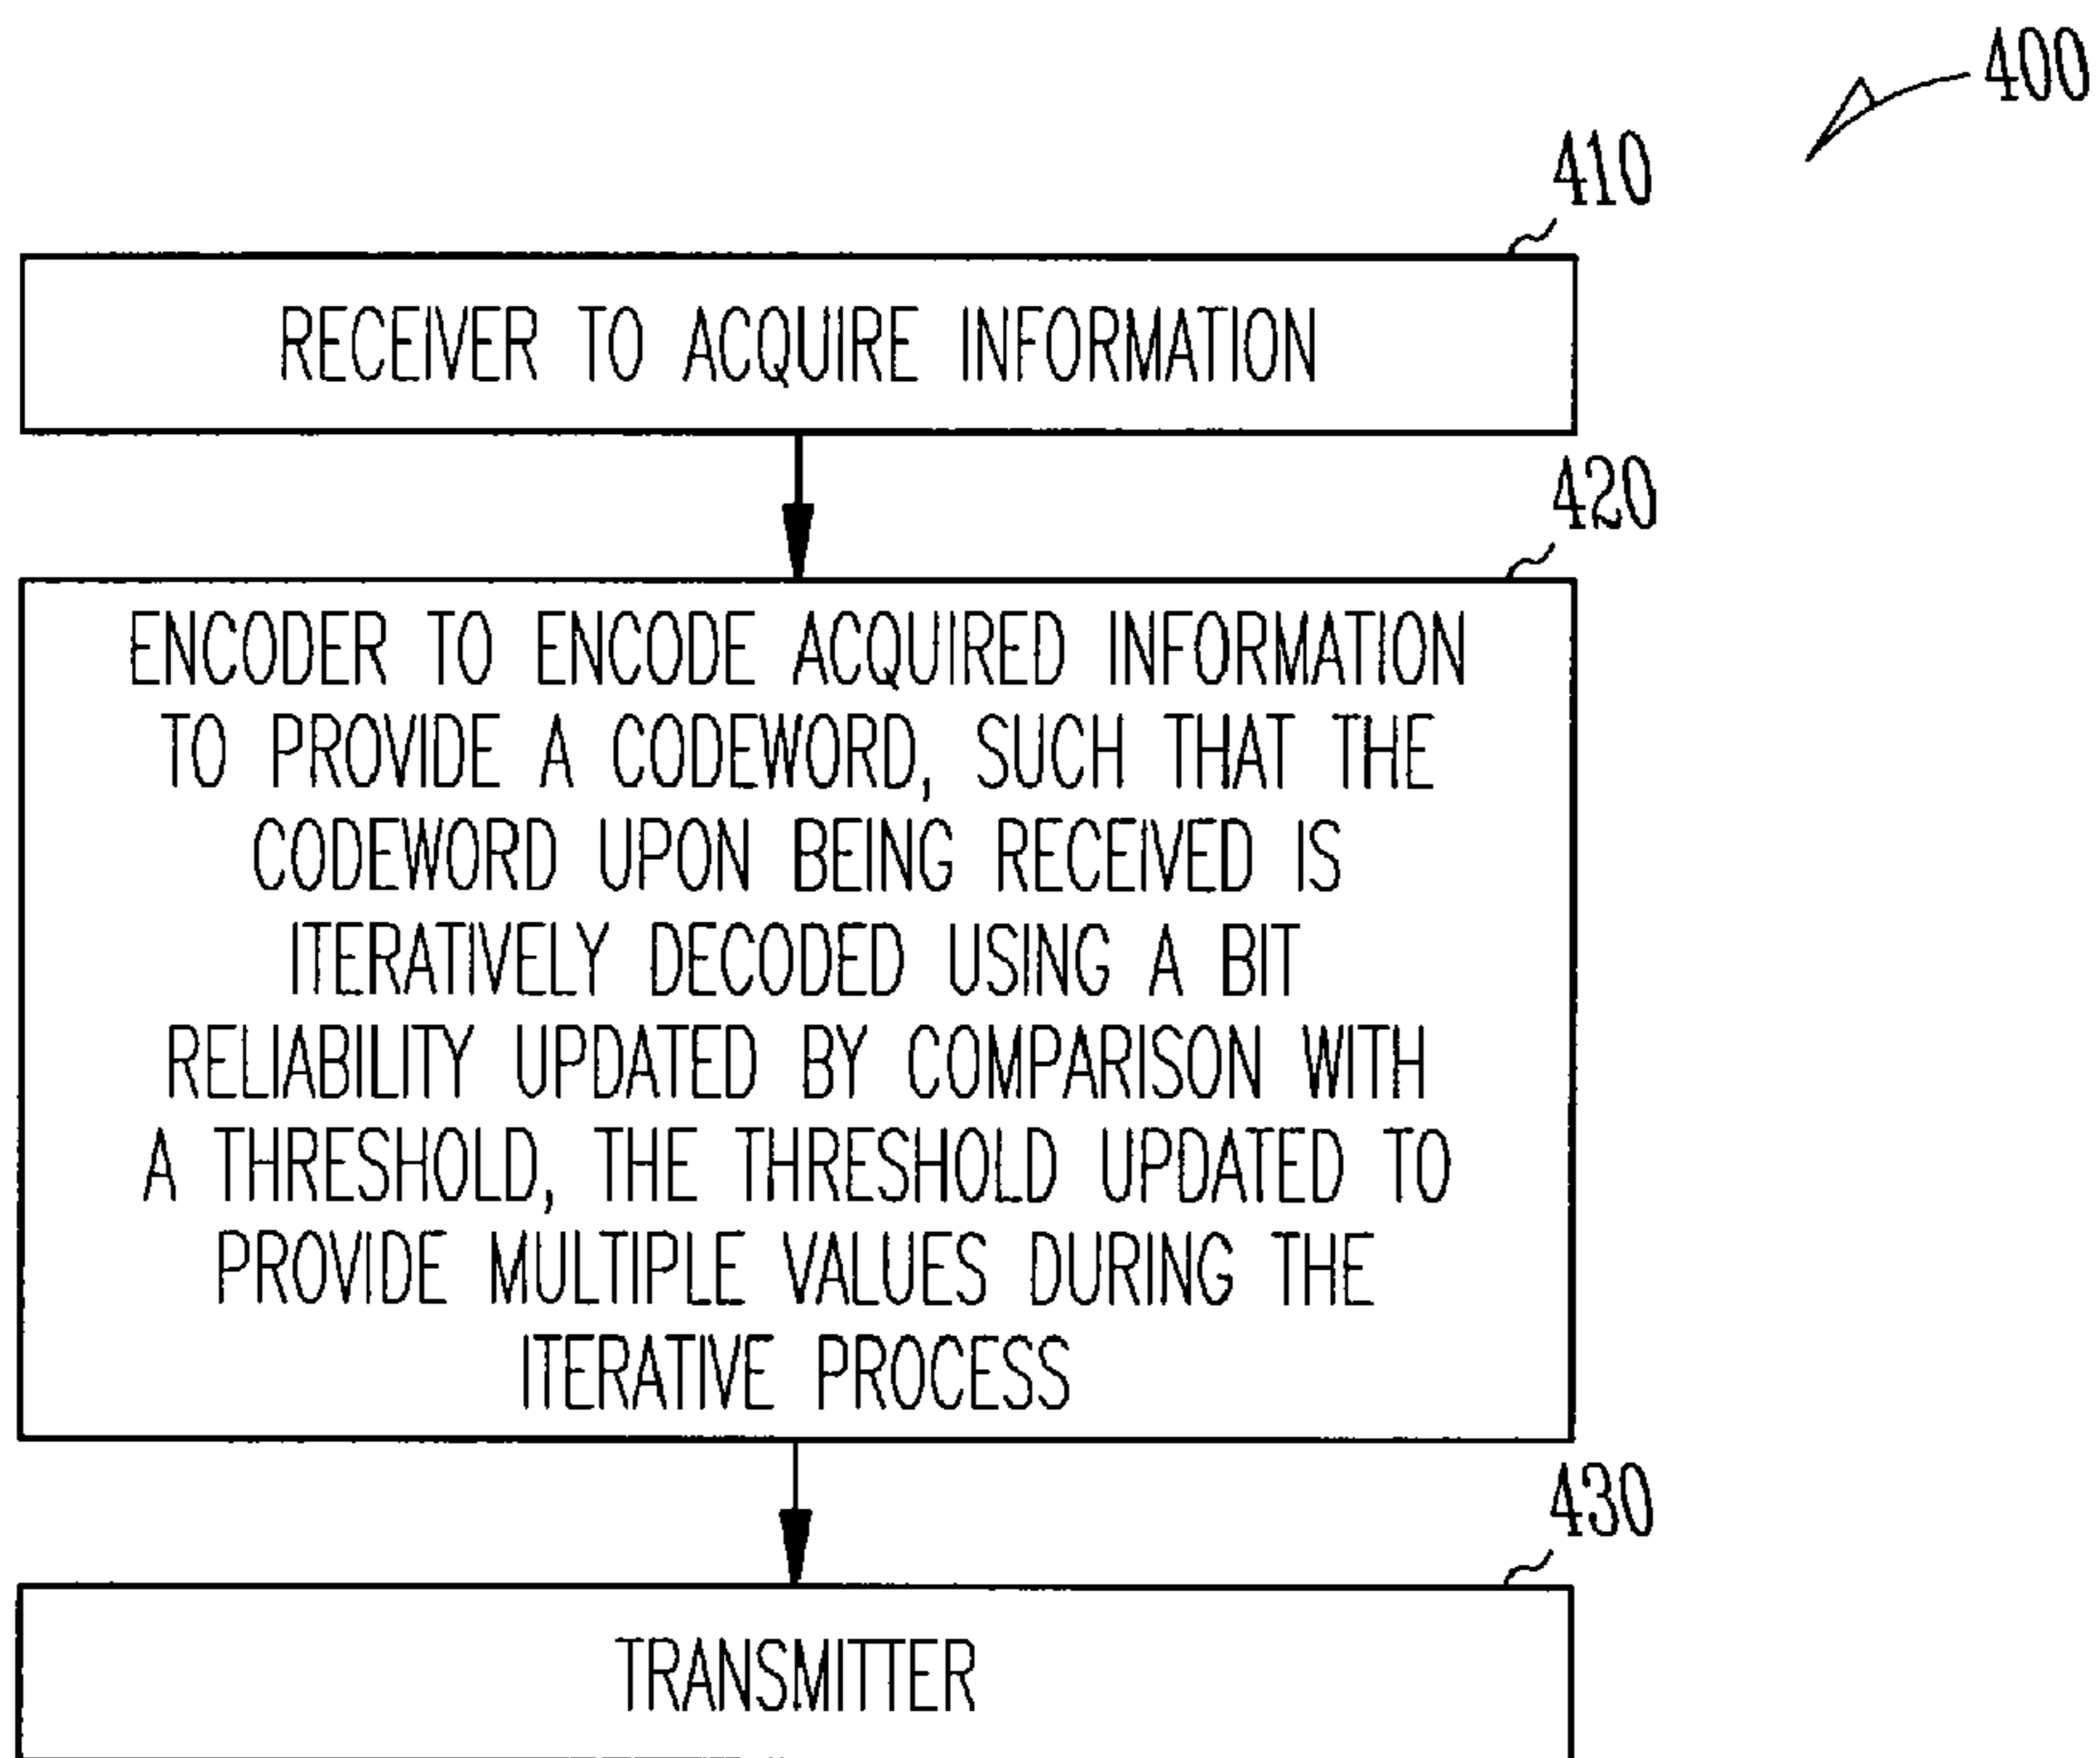 400
410
RECEIVER TO ACQUIRE INFORMATION
420
ENCODER TO ENCODE ACQUIRED INFORMATION
TO PROVIDE A CODEWORD, SUCH THAT THE
CODEWORD UPON BEING RECEIVED IS
ITERATIVELY DECODED USING A BIT
RELIABILITY UPDATED BY COMPARISON WITH
A THRESHOLD, THE THRESHOLD UPDATED TO
PROVIDE MULTIPLE VALUES DURING THE
ITERATIVE PROCESS
430
TRANSMITTER